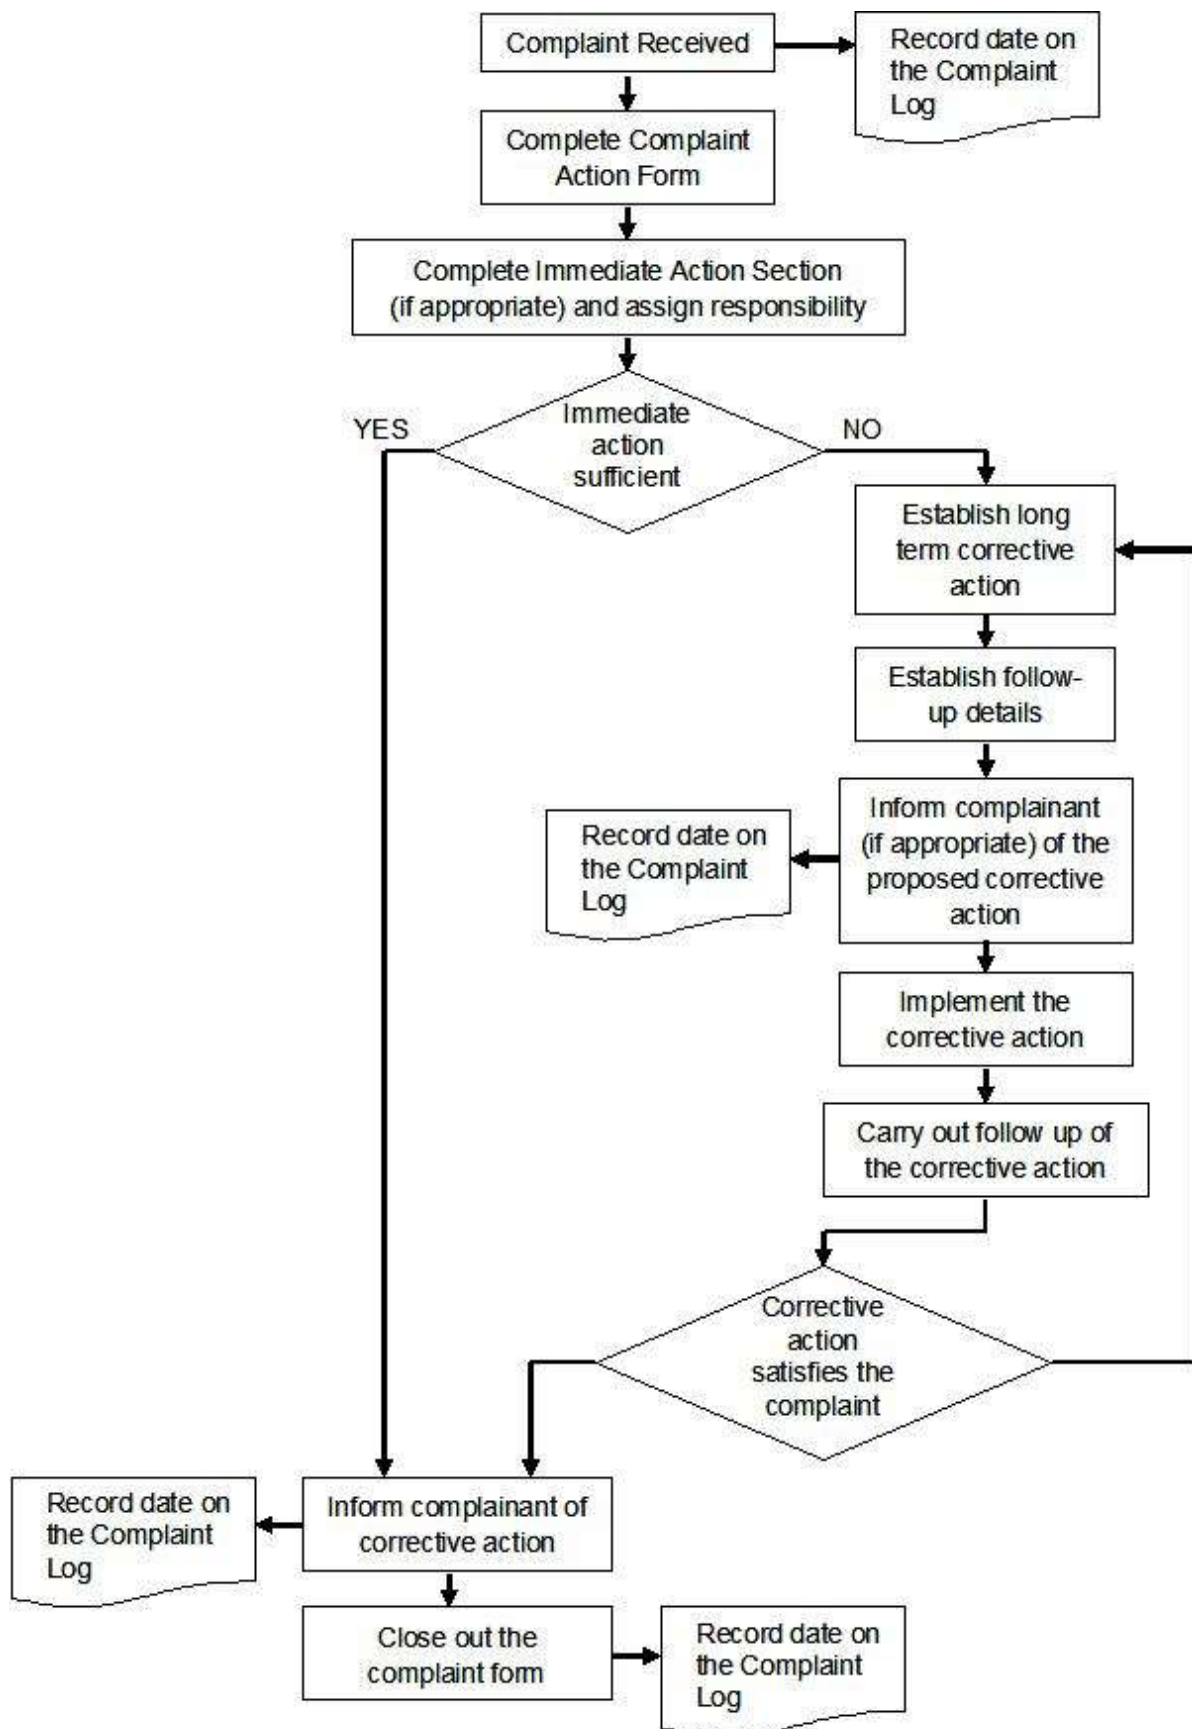 Complaint Received
Record date on
the Complaint
Log
Complete Complaint
Action Form
Complete Immediate Action Section
(if appropriate) and assign responsibility
Immediate
action
sufficient
YES
NO
Establish long
term corrective
action
Establish follow-
up details
Inform complainant
(if appropriate) of the
proposed corrective
action
Record date on
the Complaint
Log
Implement the
corrective action
Carry out follow up of
the corrective action
Corrective
action
satisfies the
complaint
Inform complainant of
corrective action
Record date on
the Complaint
Log
Close out the
complaint form
Record date on
the Complaint
Log